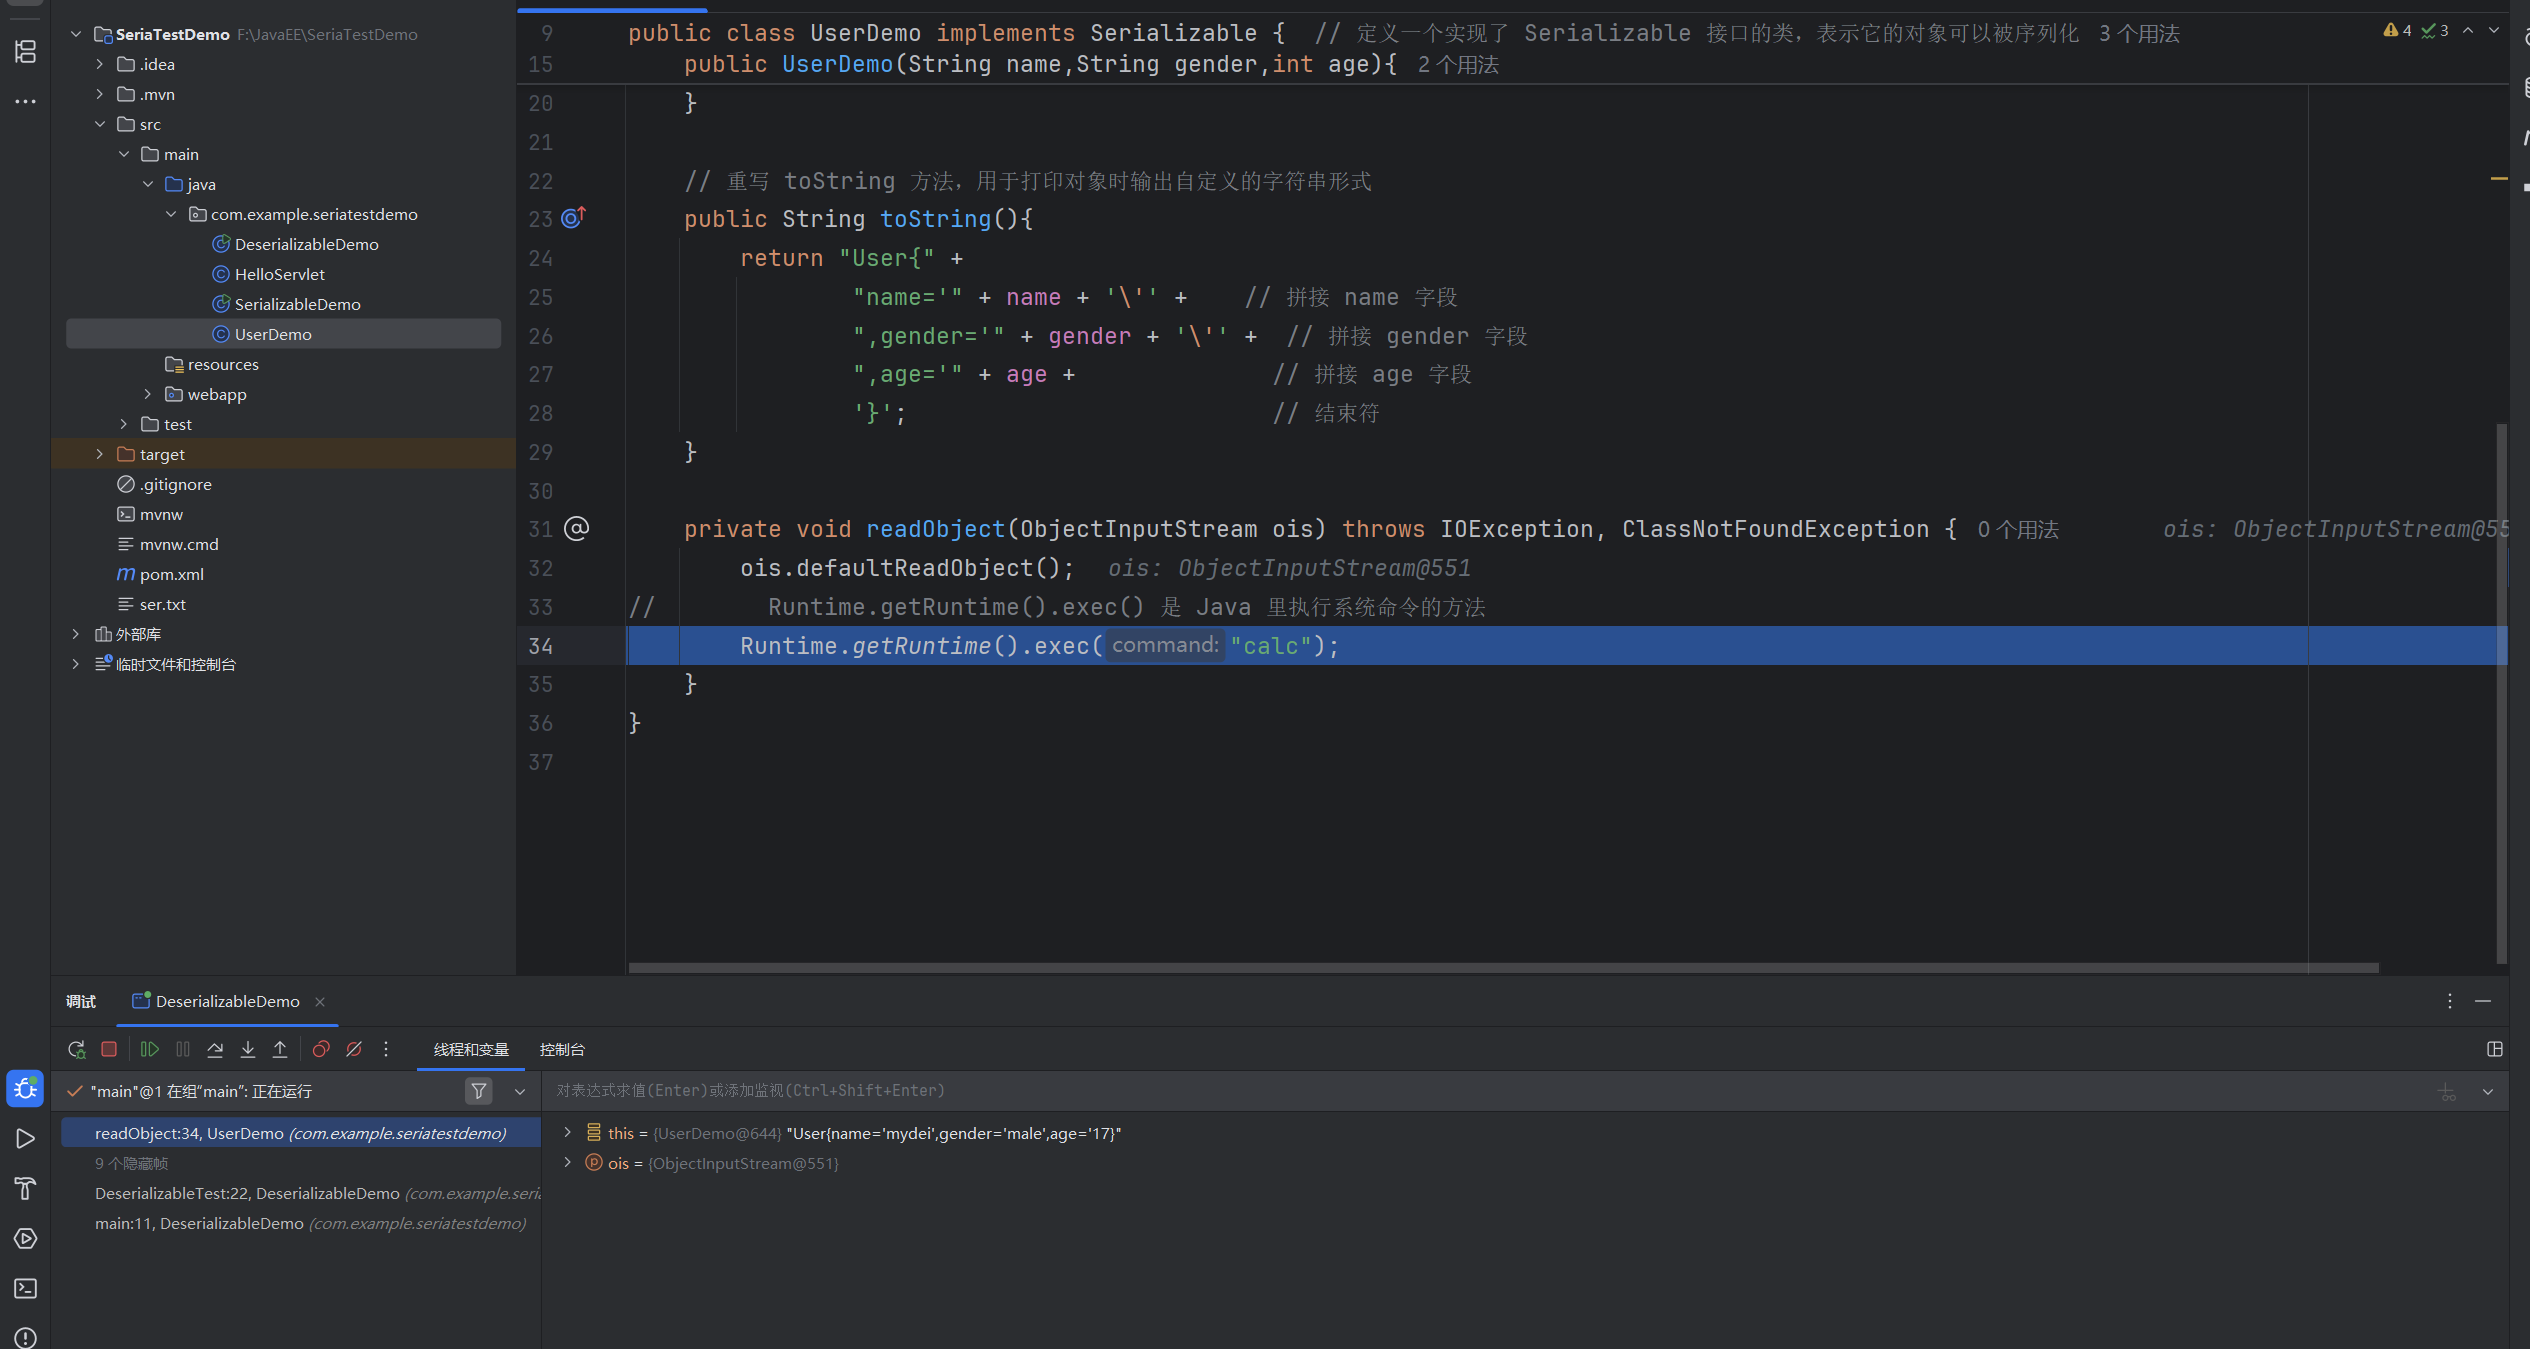 SeriaTestDemo F:\JavaEE\SeriaTestDemo
.idea
.mvn
src
main
java
com.example.seriatestdemo
DeserializableDemo
HelloServlet
SerializableDemo
UserDemo
resources
webapp
test
target
.gitignore
mvnw
mvnw.cmd
pom.xml
ser.txt
外部库
临时文件和控制台
9 public class UserDemo implements Serializable { // 定义一个实现了 Serializable 接口的类，表示它的对象可以被序列化 3 个用法
4 3
15 public UserDemo(String name,String gender,int age){ 2 个用法
20 }
21
22 // 重写 toString 方法，用于打印对象时输出自定义的字符串形式
23 public String toString(){
24 return "User{" +
25 "name='" + name + '\'' + // 拼接 name 字段
26 ",gender='" + gender + '\'' + // 拼接 gender 字段
27 ",age='" + age + // 拼接 age 字段
28 '}'; // 结束符
29 }
30
31 private void readObject(ObjectInputStream ois) throws IOException, ClassNotFoundException { 0 个用法 ois: ObjectInputStream@55
32 ois.defaultReadObject(); ois: ObjectInputStream@551
33 // Runtime.getRuntime().exec() 是 Java 里执行系统命令的方法
34 Runtime.getRuntime().exec( command: "calc");
35 }
36 }
37
调试 DeserializableDemo
线程和变量 控制台
"main"@1 在组"main": 正在运行
对表达式求值(Enter)或添加监视(Ctrl+Shift+Enter)
readObject:34, UserDemo (com.example.seriatestdemo)
9 个隐藏帧
DeserializableTest:22, DeserializableDemo (com.example.seria
main:11, DeserializableDemo (com.example.seriatestdemo)
this = {UserDemo@644} "User{name='mydei',gender='male',age='17}"
ois = {ObjectInputStream@551}